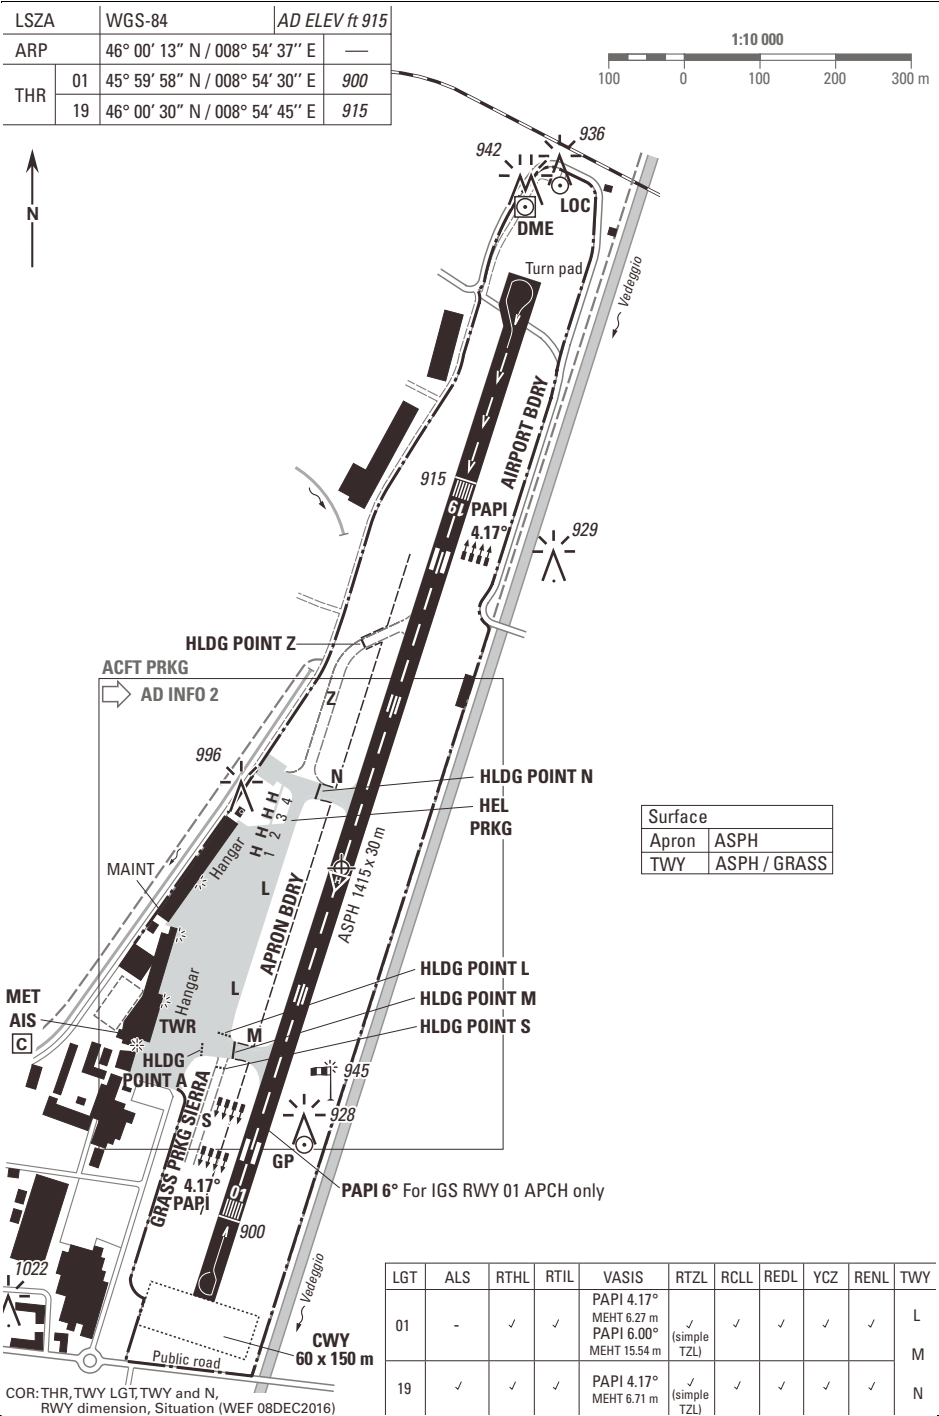 LSZA WGS-84 AD ELEV ft 915
ARP 46° 00′ 13″ N / 008° 54′ 37″ E —
THR 01 45° 59′ 58″ N / 008° 54′ 30″ E 900
19 46° 00′ 30″ N / 008° 54′ 45″ E 915
1:10 000
100 0 100 200 300 m
N
936
942
LOC
DME
Vedeggio
Turn pad
AIRPORT BDRY
915
19
PAPI
4.17°
929
HLDG POINT Z
ACFT PRKG
AD INFO 2
Z
996
N
HLDG POINT N
HEL
PRKG
H H H H
1 2 3 4
Surface
Apron ASPH
TWY ASPH / GRASS
Hangar
MAINT
L
ASPH 1415 x 30 m
APRON BDRY
HLDG POINT L
Hangar
L
HLDG POINT M
MET
AIS
C
TWR
M
HLDG POINT S
HLDG
POINT A
945
GRASS PRKG SIERRA
S
928
GP
4.17°
PAPI
01
PAPI 6° For IGS RWY 01 APCH only
900
1022
Vedeggio
CWY
60 x 150 m
Public road
LGT ALS RTHL RTIL VASIS RTZL RCLL REDL YCZ RENL TWY
01 - ✓ ✓ PAPI 4.17° MEHT 6.27 m PAPI 6.00° MEHT 15.54 m ✓ (simple TZL) ✓ ✓ ✓ ✓ L
M
19 ✓ ✓ ✓ PAPI 4.17° MEHT 6.71 m ✓ (simple TZL) ✓ ✓ ✓ ✓ N
COR: THR, TWY LGT, TWY and N,
RWY dimension, Situation (WEF 08DEC2016)